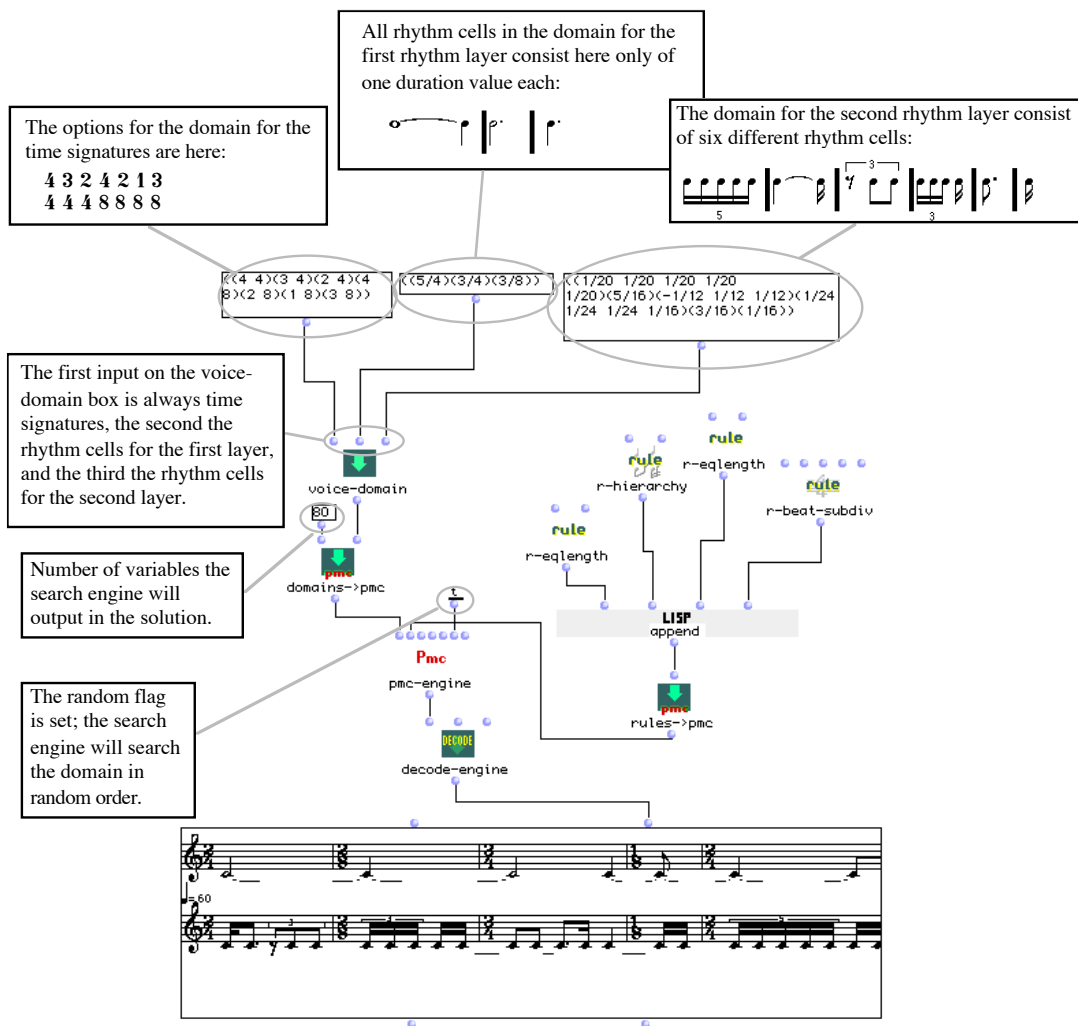 All rhythm cells in the domain for the
first rhythm layer consist here only of
one duration value each:
The options for the domain for the
time signatures are here:
4 3 2 4 2 1 3
4 4 4 8 8 8 8
The domain for the second rhythm layer consist
of six different rhythm cells:
3
5
3
((4 4)(3 4)(2 4)(4
8)(2 8)(1 8)(3 8))
((5/4)(3/4)(3/8))
((1/20 1/20 1/20 1/20
1/20)(5/16)(-1/12 1/12 1/12)(1/24
1/24 1/24 1/16)(3/16)(1/16))
The first input on the voice-
domain box is always time
signatures, the second the
rhythm cells for the first layer,
and the third the rhythm cells
for the second layer.
voice-domain
80
pmc
domains->pmc
Number of variables the
search engine will
output in the solution.
rule
r-eqlength
rule
r-hierarchy
rule
r-eqlength
rule
r-beat-subdiv
LISP
append
pmc
rules->pmc
t
Pmc
pmc-engine
DECODE
decode-engine
The random flag
is set; the search
engine will search
the domain in
random order.
=60
3
5